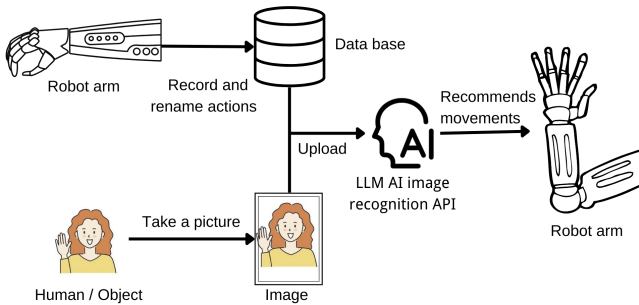 Data base
Robot arm
Record and
rename actions
Recommends
movements
Upload
AI
LLM AI image
recognition API
Take a picture
Robot arm
Human / Object
Image